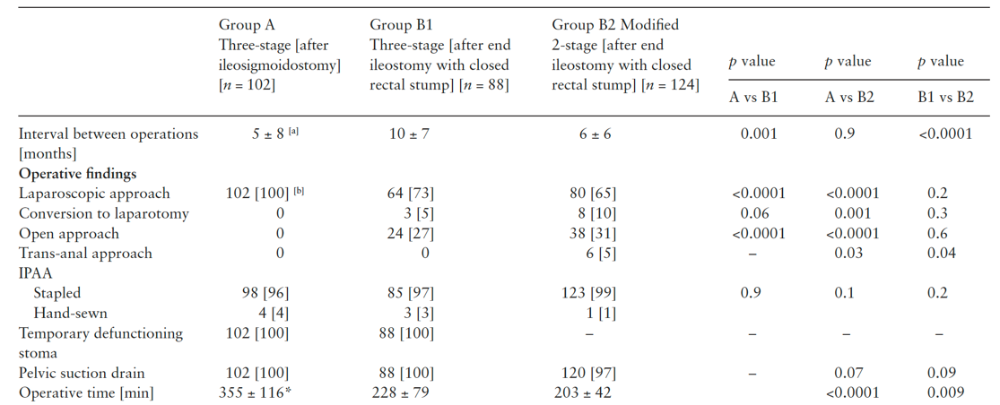 Group A Group B1 Group B2 Modified
Three-stage [after Three-stage [after end 2-stage [after end
ileosigmoidostomy] ileostomy with closed ileostomy with closed p value p value p value
[n = 102] rectal stump] [n = 88] rectal stump] [n = 124]
A vs B1 A vs B2 B1 vs B2
Interval between operations 5 ± 8 [a] 10 ± 7 6 ± 6 0.001 0.9 <0.0001
[months]
Operative findings
Laparoscopic approach 102 [100] [b] 64 [73] 80 [65] <0.0001 <0.0001 0.2
Conversion to laparotomy 0 3 [5] 8 [10] 0.06 0.001 0.3
Open approach 0 24 [27] 38 [31] <0.0001 <0.0001 0.6
Trans-anal approach 0 0 6 [5] – 0.03 0.04
IPAA
Stapled 98 [96] 85 [97] 123 [99] 0.9 0.1 0.2
Hand-sewn 4 [4] 3 [3] 1 [1]
Temporary defunctioning 102 [100] 88 [100] – – – –
stoma
Pelvic suction drain 102 [100] 88 [100] 120 [97] – 0.07 0.09
Operative time [min] 355 ± 116* 228 ± 79 203 ± 42 <0.0001 0.009